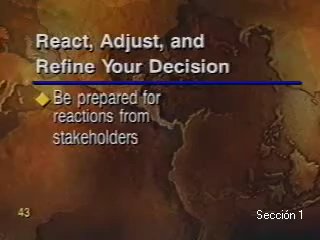 React, Adjust, and
Refine Your Decision
Be prepared for
reactions from
stakeholders
43
Sección 1